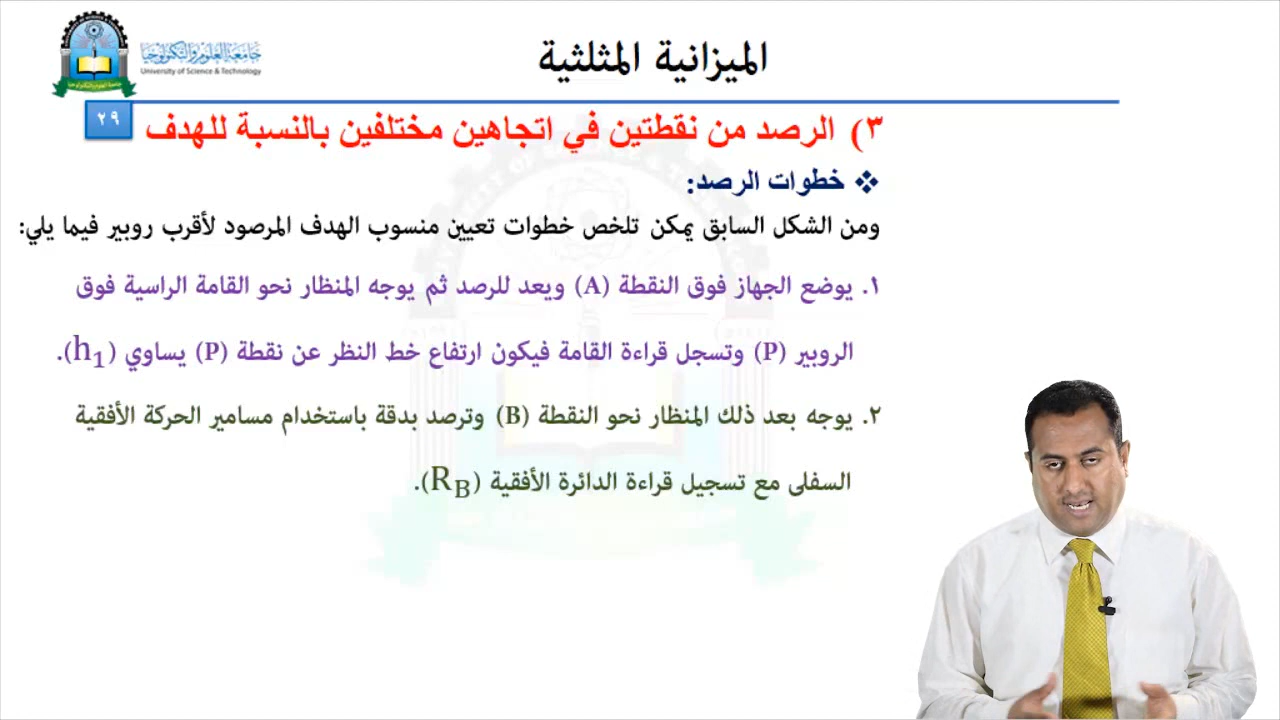 جامعة العلوم والتكنولوجيا
University of Science & Technology
الميزانية المثلثية
٢٩
٣) الرصد من نقطتين في اتجاهين مختلفين بالنسبة للهدف
❖ خطوات الرصد:
ومن الشكل السابق يمكن تلخص خطوات تعيين منسوب الهدف المرصود لأقرب روبير فيما يلي:
١. يوضع الجهاز فوق النقطة (A) ويعد للرصد ثم يوجه المنظار نحو القامة الراسية فوق
الروبير (P) وتسجل قراءة القامة فيكون ارتفاع خط النظر عن نقطة (P) يساوي (h₁).
٢. يوجه بعد ذلك المنظار نحو النقطة (B) وترصد بدقة باستخدام مسامير الحركة الأفقية
السفلى مع تسجيل قراءة الدائرة الأفقية (R_B).